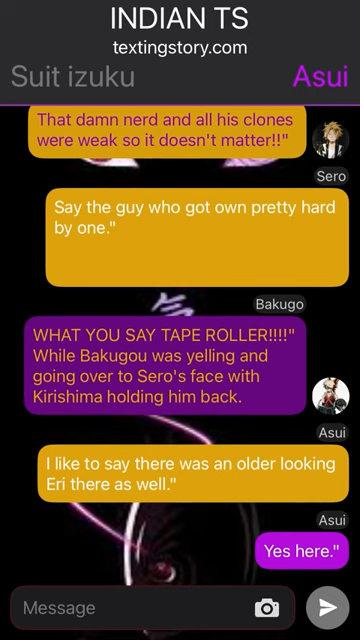 INDIAN TS
textingstory.com
Suit izuku
Asui
That damn nerd and all his clones
were weak so it doesn't matter!!"
Sero
Say the guy who got own pretty hard
by one."
Bakugo
WHAT YOU SAY TAPE ROLLER!!!!"
While Bakugou was yelling and
going over to Sero's face with
Kirishima holding him back.
Asui
I like to say there was an older looking
Eri there as well."
Asui
Yes here."
Message